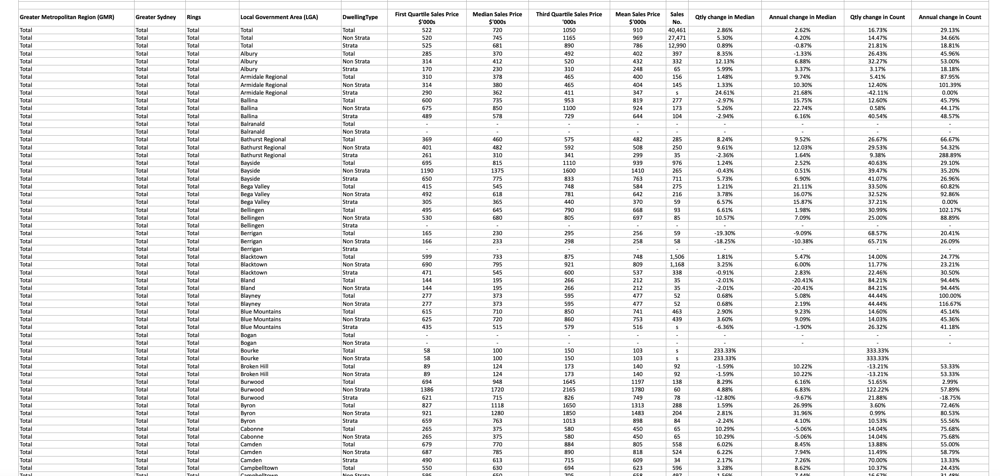 Greater Metropolitan Region (GMR) Greater Sydney Rings Local Government Area (LGA) DwellingType First Quartile Sales Price $'000s Median Sales Price $'000s Third Quartile Sales Price '000s Mean Sales Price $'000s Sales No. Qtly change in Median Annual change in Median Qtly change in Count Annual change in Count
Total Total Total Total Total 522 720 1050 910 40,461 2.86% 2.62% 16.73% 29.13%
Total Total Total Total Non Strata 520 745 1165 969 27,471 5.30% 4.20% 14.47% 34.66%
Total Total Total Total Strata 525 681 890 786 12,990 0.89% -0.87% 21.81% 18.81%
Total Total Total Albury Total 285 370 492 402 397 8.35% -1.33% 26.43% 45.96%
Total Total Total Albury Non Strata 314 412 520 432 332 12.13% 6.88% 32.27% 53.00%
Total Total Total Albury Strata 170 230 310 248 65 5.99% 3.37% 3.17% 18.18%
Total Total Total Armidale Regional Total 310 378 465 400 156 1.48% 9.74% 5.41% 87.95%
Total Total Total Armidale Regional Non Strata 314 380 465 404 145 1.33% 10.30% 12.40% 101.39%
Total Total Total Armidale Regional Strata 290 362 411 347 s 24.61% 21.68% -42.11% 0.00%
Total Total Total Ballina Total 600 735 953 819 277 -2.97% 15.75% 12.60% 45.79%
Total Total Total Ballina Non Strata 675 850 1100 924 173 5.26% 22.74% 0.58% 44.17%
Total Total Total Ballina Strata 489 578 729 644 104 -2.94% 6.16% 40.54% 48.57%
Total Total Total Balranald Total - - - - - - - - -
Total Total Total Balranald Non Strata - - - - - - - - -
Total Total Total Bathurst Regional Total 369 460 575 482 285 8.24% 9.52% 26.67% 66.67%
Total Total Total Bathurst Regional Non Strata 401 482 592 508 250 9.61% 12.03% 29.53% 54.32%
Total Total Total Bathurst Regional Strata 261 310 341 299 35 -2.36% 1.64% 9.38% 288.89%
Total Total Total Bayside Total 695 815 1110 939 976 1.24% 2.52% 40.63% 29.10%
Total Total Total Bayside Non Strata 1190 1375 1600 1410 265 -0.43% 0.51% 39.47% 35.20%
Total Total Total Bayside Strata 650 775 833 763 711 5.73% 6.90% 41.07% 26.96%
Total Total Total Bega Valley Total 415 545 748 584 275 1.21% 21.11% 33.50% 60.82%
Total Total Total Bega Valley Non Strata 492 618 781 642 216 3.78% 16.07% 32.52% 92.86%
Total Total Total Bega Valley Strata 305 365 440 370 59 6.57% 15.87% 37.21% 0.00%
Total Total Total Bellingen Total 495 645 790 668 93 6.61% 1.98% 30.99% 102.17%
Total Total Total Bellingen Non Strata 530 680 805 697 85 10.57% 7.09% 25.00% 88.89%
Total Total Total Bellingen Strata - - - - - - - - -
Total Total Total Berrigan Total 165 230 295 256 59 -19.30% -9.09% 68.57% 20.41%
Total Total Total Berrigan Non Strata 166 233 298 258 58 -18.25% -10.38% 65.71% 26.09%
Total Total Total Berrigan Strata - - - - - - - - -
Total Total Total Blacktown Total 599 733 875 748 1,506 1.81% 5.47% 14.00% 24.77%
Total Total Total Blacktown Non Strata 690 795 921 809 1,168 3.25% 6.00% 11.77% 23.21%
Total Total Total Blacktown Strata 471 545 600 537 338 -0.91% 2.83% 22.46% 30.50%
Total Total Total Bland Total 144 195 266 212 35 -2.01% -20.41% 84.21% 94.44%
Total Total Total Bland Non Strata 144 195 266 212 35 -2.01% -20.41% 84.21% 94.44%
Total Total Total Blayney Total 277 373 595 477 52 0.68% 5.08% 44.44% 100.00%
Total Total Total Blayney Non Strata 277 373 595 477 52 0.68% 2.19% 44.44% 116.67%
Total Total Total Blue Mountains Total 615 710 850 741 463 2.90% 9.23% 14.60% 45.14%
Total Total Total Blue Mountains Non Strata 625 720 860 753 439 3.60% 9.09% 14.03% 45.36%
Total Total Total Blue Mountains Strata 435 515 579 516 s -6.36% -1.90% 26.32% 41.18%
Total Total Total Bogan Total - - - - - - - - -
Total Total Total Bogan Non Strata - - - - - - - - -
Total Total Total Bourke Total 58 100 150 103 s 233.33% 333.33%
Total Total Total Bourke Non Strata 58 100 150 103 s 233.33% 333.33%
Total Total Total Broken Hill Total 89 124 173 140 92 -1.59% 10.22% -13.21% 53.33%
Total Total Total Broken Hill Non Strata 89 124 173 140 92 -1.59% 10.22% -13.21% 53.33%
Total Total Total Burwood Total 694 948 1645 1197 138 8.29% 6.16% 51.65% 2.99%
Total Total Total Burwood Non Strata 1386 1720 2165 1780 60 4.88% 6.83% 122.22% 57.89%
Total Total Total Burwood Strata 621 715 826 749 78 -12.80% -9.67% 21.88% -18.75%
Total Total Total Byron Total 827 1118 1650 1313 288 1.59% 26.99% 3.60% 72.46%
Total Total Total Byron Non Strata 921 1280 1850 1483 204 2.81% 31.96% 0.99% 80.53%
Total Total Total Byron Strata 659 763 1013 898 84 -2.24% 4.10% 10.53% 55.56%
Total Total Total Cabonne Total 265 375 580 450 65 10.29% -5.06% 14.04% 75.68%
Total Total Total Cabonne Non Strata 265 375 580 450 65 10.29% -5.06% 14.04% 75.68%
Total Total Total Camden Total 679 770 884 805 558 6.02% 8.45% 13.88% 55.00%
Total Total Total Camden Non Strata 687 785 890 818 524 6.22% 7.94% 11.49% 58.79%
Total Total Total Camden Strata 490 613 715 609 34 2.17% 7.26% 70.00% 13.33%
Total Total Total Campbelltown Total 550 630 694 623 596 3.28% 8.62% 10.37% 24.43%
Total Total Total Campbelltown Non Strata 595 650 705 658 497 1.56% 7.44% 16.67% 31.48%